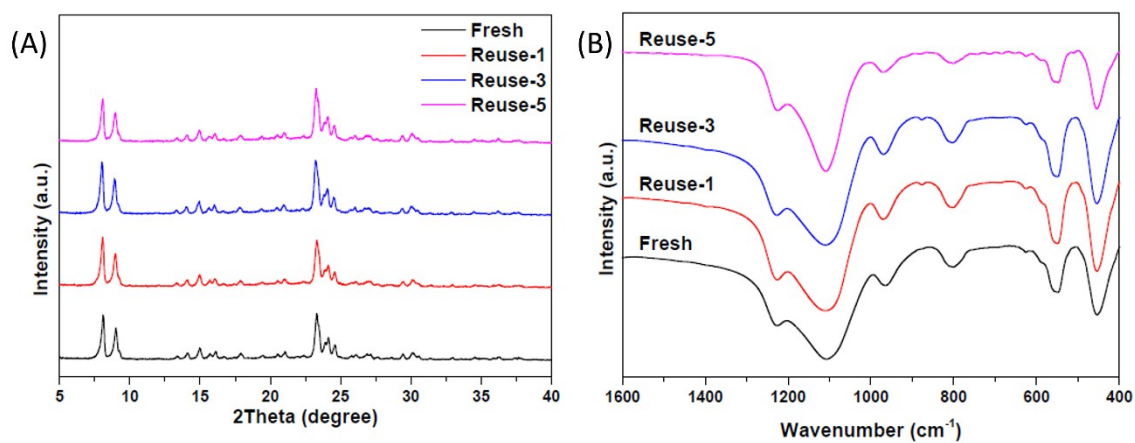 (A)
Fresh
Reuse-1
Reuse-3
Reuse-5
Intensity (a.u.)
5 10 15 20 25 30 35 40
2Theta (degree)
(B)
Reuse-5
Reuse-3
Reuse-1
Fresh
Intensity (a.u.)
1600 1400 1200 1000 800 600 400
Wavenumber (cm⁻¹)